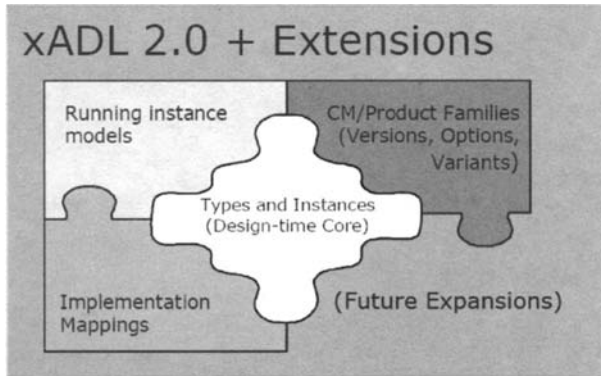 xADL 2.0 + Extensions
Running instance
models
CM/Product Families
(Versions, Options,
Variants)
Types and Instances
(Design-time Core)
Implementation
Mappings
(Future Expansions)